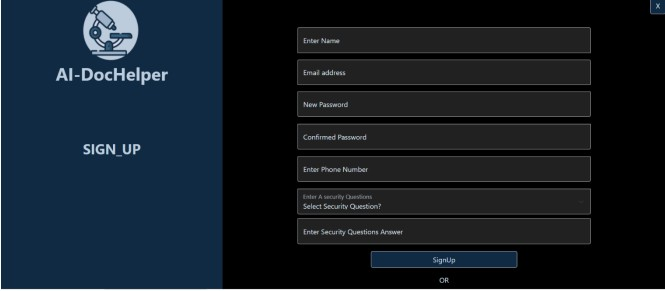 AI-DocHelper
SIGN_UP
X
Enter Name
Email address
New Password
Confirmed Password
Enter Phone Number
Enter A security Questions
Select Security Question?
Enter Security Questions Answer
SignUp
OR